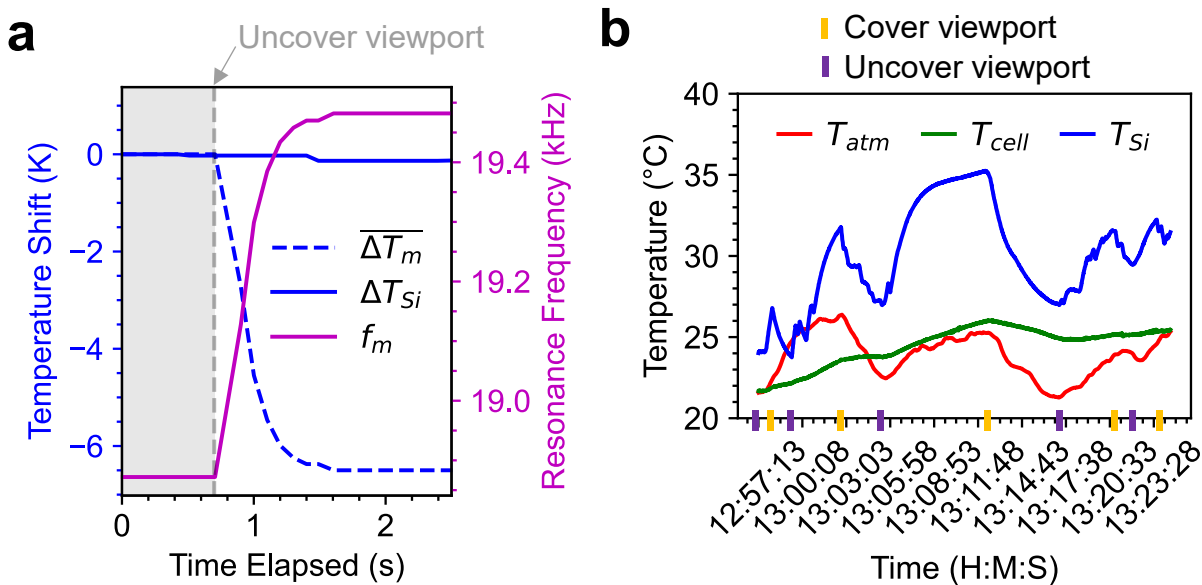 a
Uncover viewport
Temperature Shift (K)
0
−2
−4
−6
19.4
19.2
19.0
Resonance Frequency (kHz)
ΔT_m
ΔT_Si
f_m
0
1
2
Time Elapsed (s)
b
Cover viewport
Uncover viewport
Temperature (°C)
40
35
30
25
20
T_atm
T_cell
T_Si
12:57:13
13:00:08
13:03:03
13:05:58
13:08:53
13:11:48
13:14:43
13:17:38
13:20:33
13:23:28
Time (H:M:S)